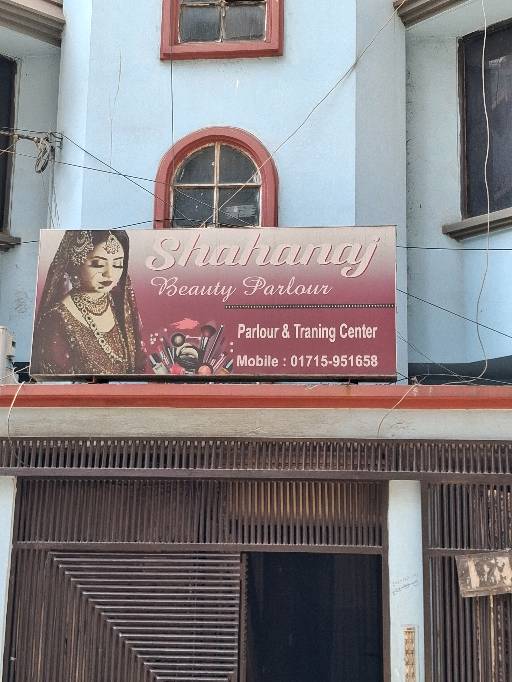 Shahanaj
Beauty Parlour
Parlour & Traning Center
Mobile : 01715-951658